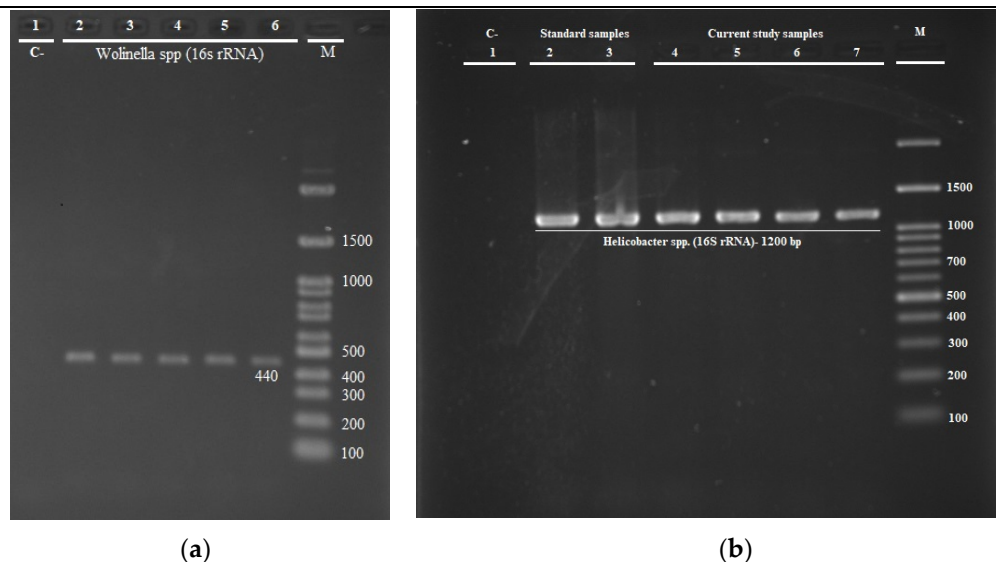 1 2 3 4 5 6
C- Wolinella spp (16s rRNA) M
1500
1000
500
400
440
300
200
100
(a)
C- Standard samples Current study samples M
1 2 3 4 5 6 7
1500
1000
Helicobacter spp. (16S rRNA)- 1200 bp
700
500
400
300
200
100
(b)